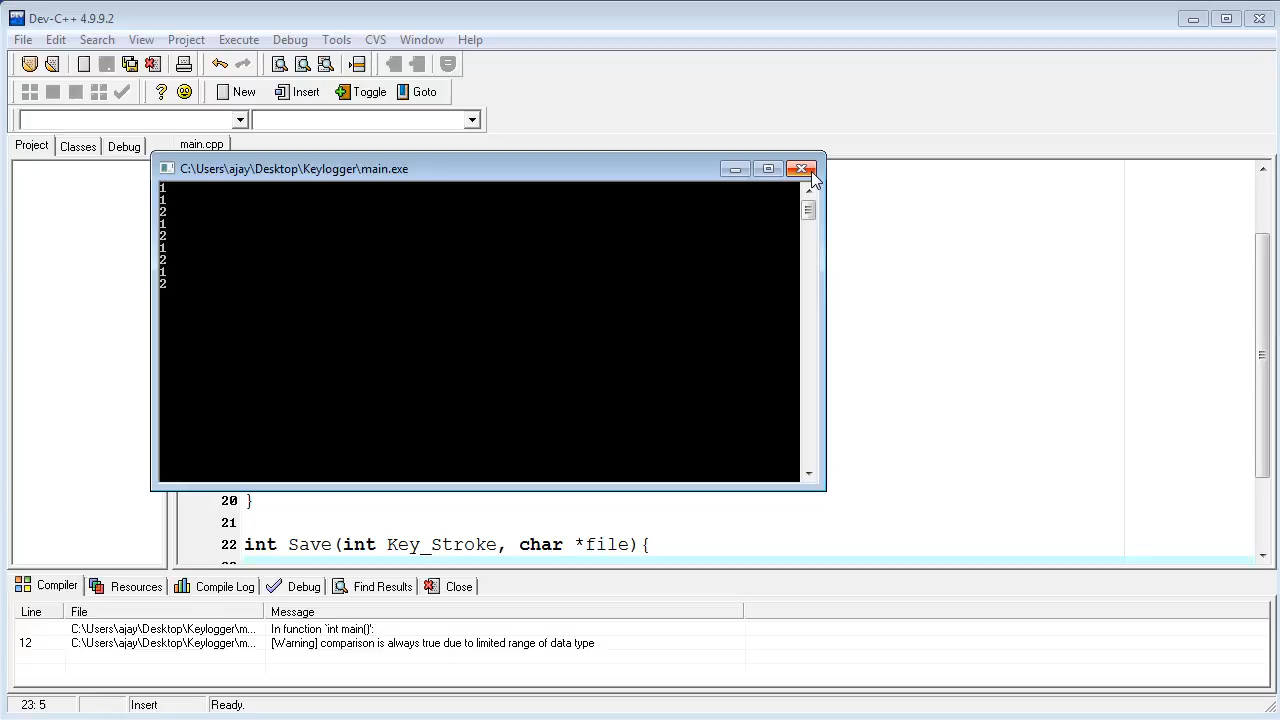 Dev-C++ 4.9.9.2
File Edit Search View Project Execute Debug Tools CVS Window Help
New Insert Toggle Goto
Project Classes Debug main.cpp
C:\Users\ajay\Desktop\Keylogger\main.exe
1
1
2
1
2
1
2
1
2
20 }
21
22 int Save(int Key_Stroke, char *file){
Compiler Resources Compile Log Debug Find Results Close
Line File Message
C:\Users\ajay\Desktop\Keylogger\m... In function `int main()':
12 C:\Users\ajay\Desktop\Keylogger\m... [Warning] comparison is always true due to limited range of data type
23: 5 Insert Ready.